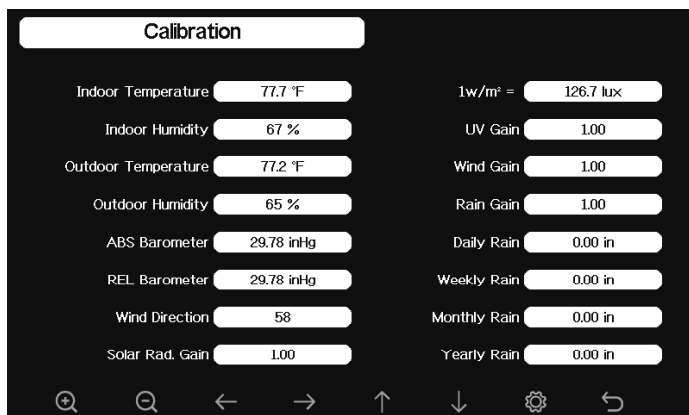 Calibration
Indoor Temperature 77.7 °F
Indoor Humidity 67 %
Outdoor Temperature 77.2 °F
Outdoor Humidity 65 %
ABS Barometer 29.78 inHg
REL Barometer 29.78 inHg
Wind Direction 58
Solar Rad. Gain 1.00
1w/m² = 126.7 lux
UV Gain 1.00
Wind Gain 1.00
Rain Gain 1.00
Daily Rain 0.00 in
Weekly Rain 0.00 in
Monthly Rain 0.00 in
Yearly Rain 0.00 in